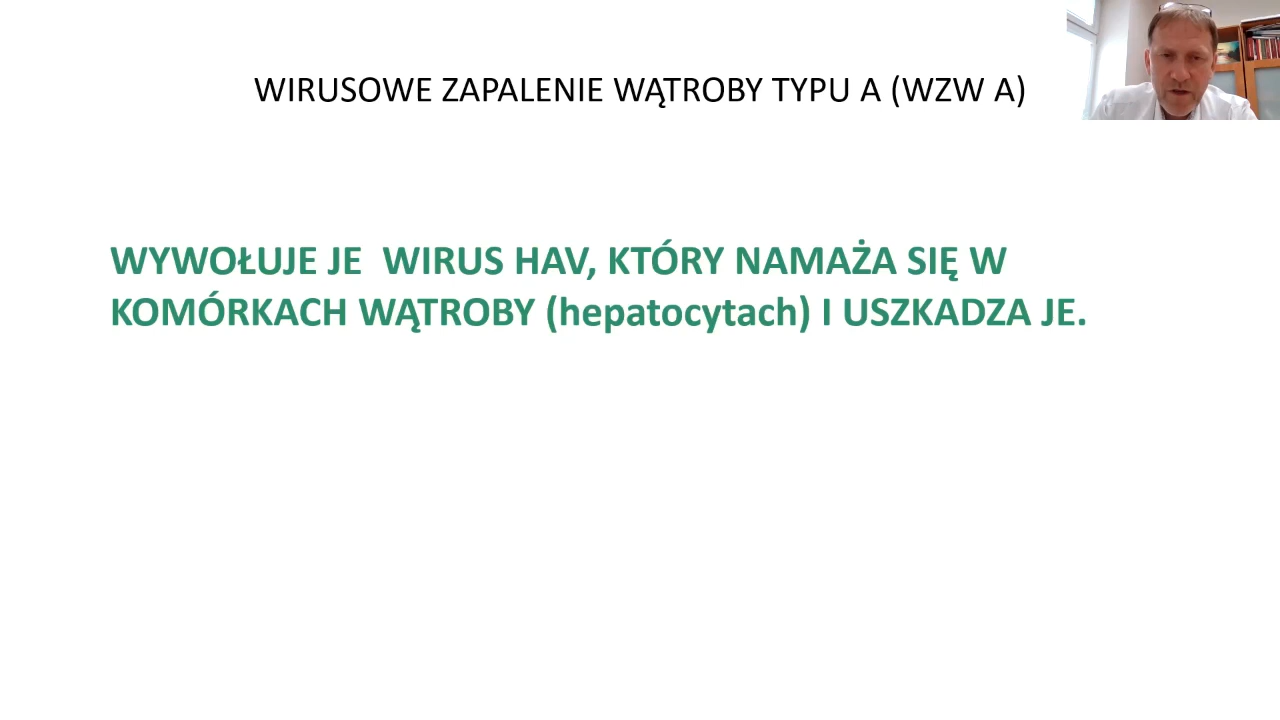 WIRUSOWE ZAPALENIE WĄTROBY TYPU A (WZW A)
WYWOŁUJE JE  WIRUS HAV, KTÓRY NAMAŻA SIĘ W
KOMÓRKACH WĄTROBY (hepatocytach) I USZKADZA JE.